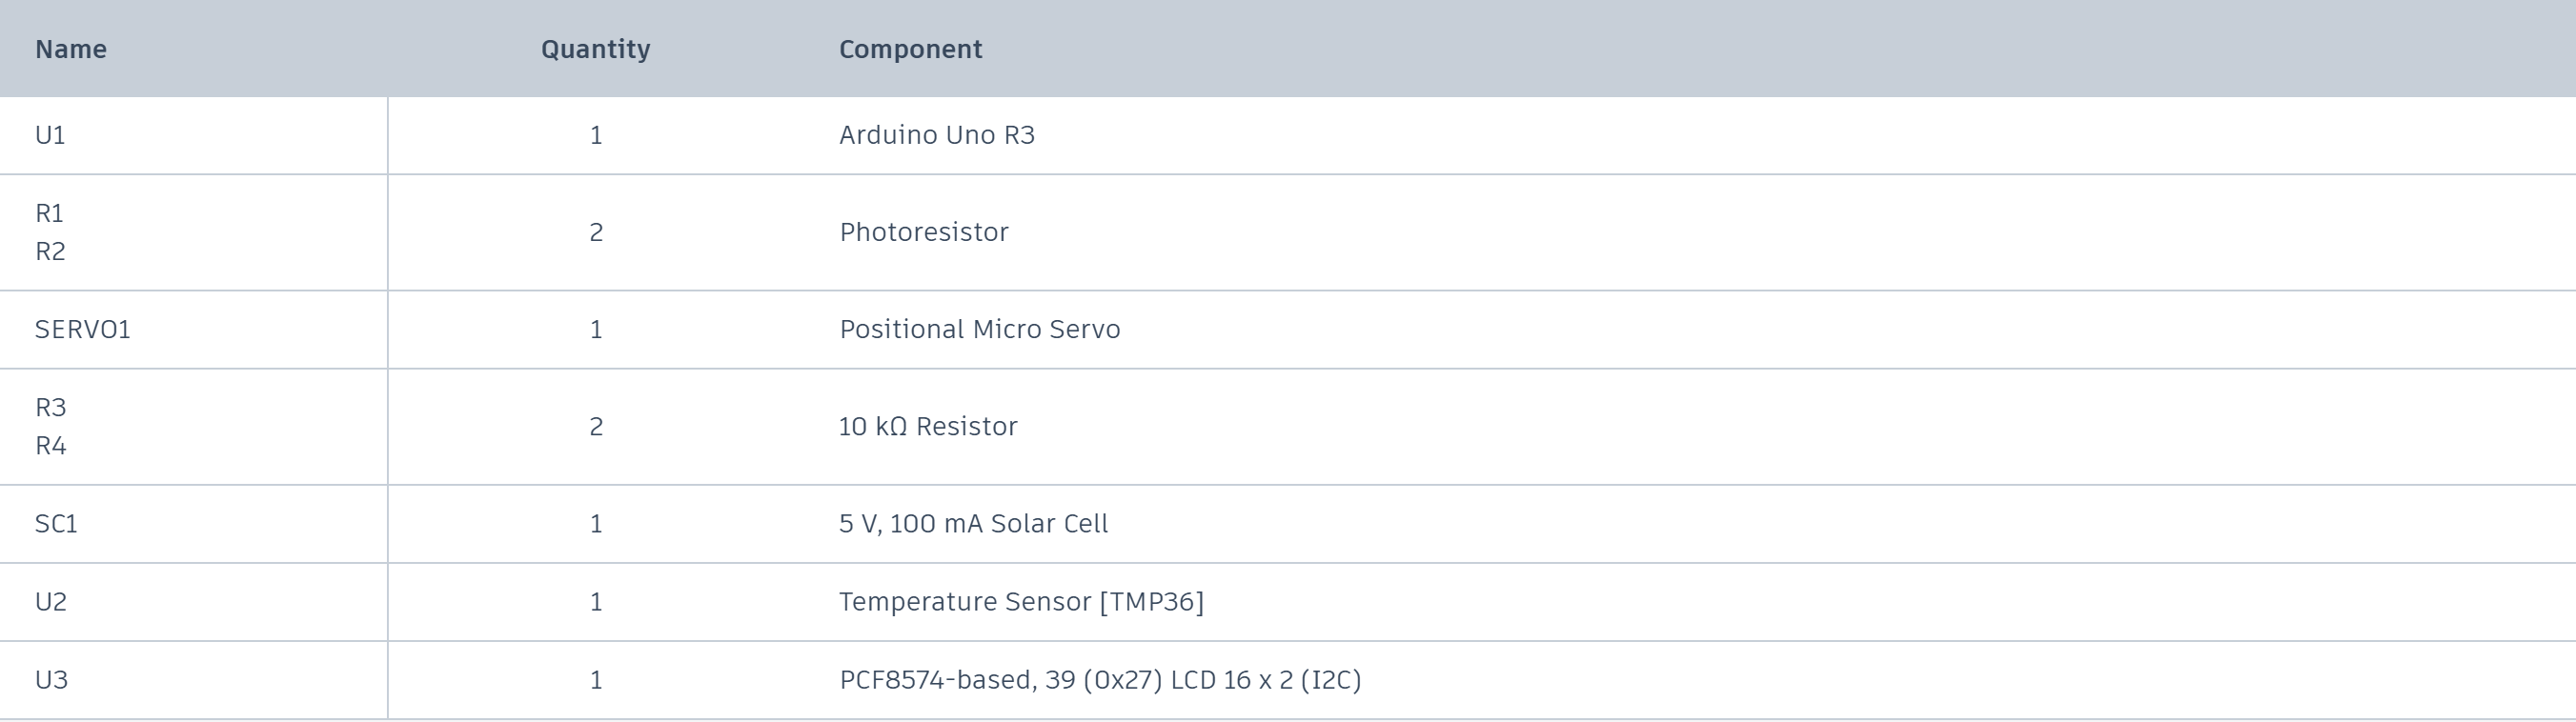 Name Quantity Component
U1 1 Arduino Uno R3
R1
R2
2 Photoresistor
SERVO1 1 Positional Micro Servo
R3
R4
2 10 kΩ Resistor
SC1 1 5 V, 100 mA Solar Cell
U2 1 Temperature Sensor [TMP36]
U3 1 PCF8574-based, 39 (0x27) LCD 16 x 2 (I2C)